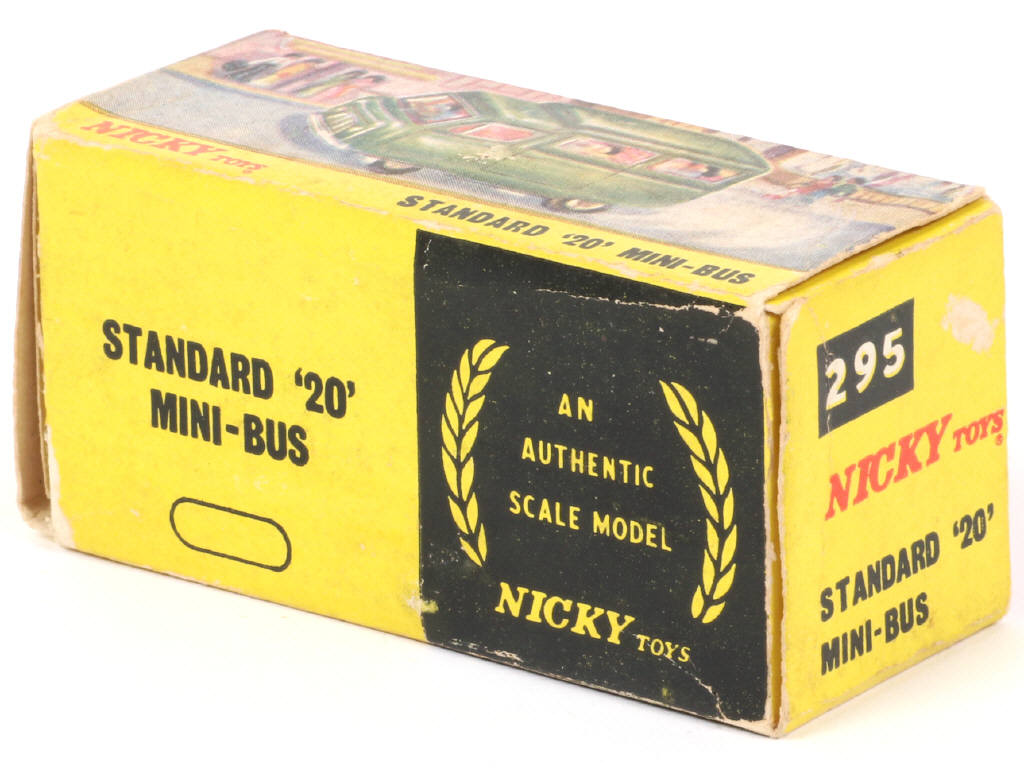 NICKY TOYS
STANDARD '20' MINI-BUS
STANDARD '20'
MINI-BUS
AN
AUTHENTIC
SCALE MODEL
NICKY TOYS
295
NICKY TOYS®
STANDARD '20'
MINI-BUS